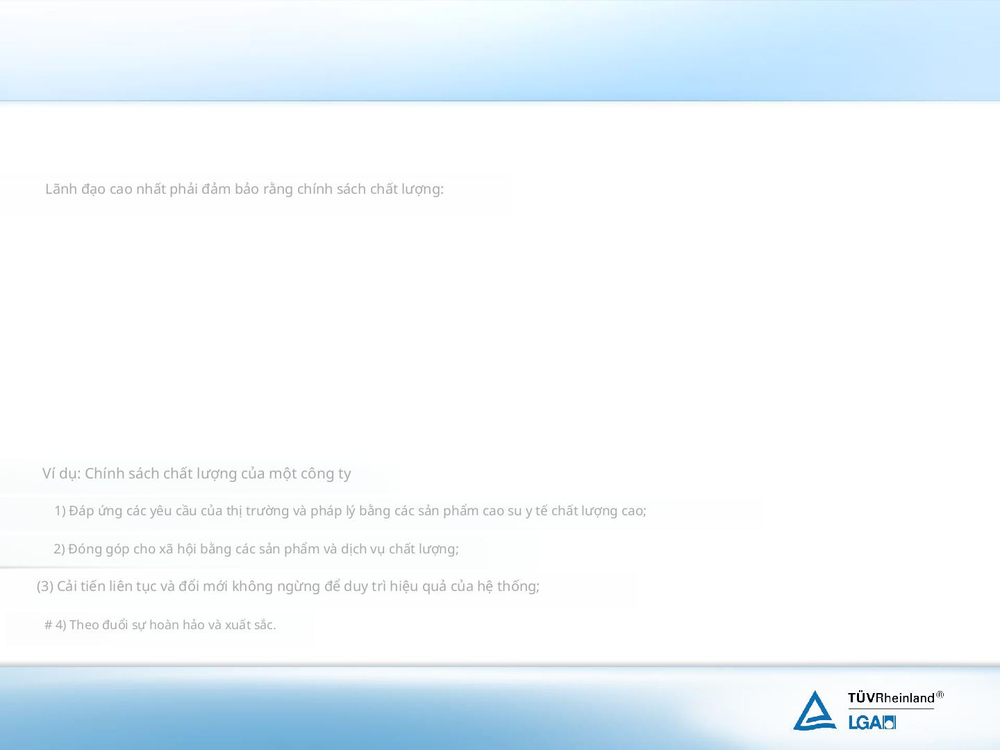 Lãnh đạo cao nhất phải đảm bảo rằng chính sách chất lượng:
Ví dụ: Chính sách chất lượng của một công ty
1) Đáp ứng các yêu cầu của thị trường và pháp lý bằng các sản phẩm cao su y tế chất lượng cao;
2) Đóng góp cho xã hội bằng các sản phẩm và dịch vụ chất lượng;
(3) Cải tiến liên tục và đổi mới không ngừng để duy trì hiệu quả của hệ thống;
# 4) Theo đuổi sự hoàn hảo và xuất sắc.
TÜVRheinland®
LGA